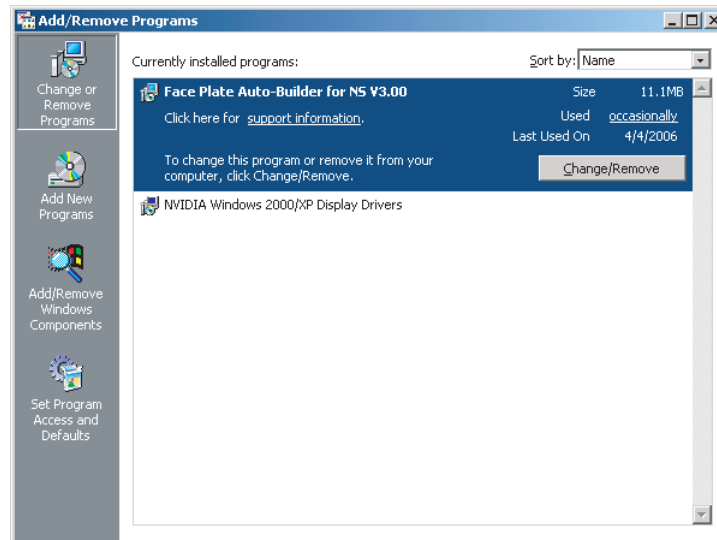 Add/Remove Programs
Change or
Remove
Programs
Add New
Programs
Add/Remove
Windows
Components
Set Program
Access and
Defaults
Currently installed programs:
Sort by: Name
Face Plate Auto-Builder for NS V3.00
Size 11.1MB
Click here for support information.
Used occasionally
Last Used On 4/4/2006
To change this program or remove it from your
computer, click Change/Remove.
Change/Remove
NVIDIA Windows 2000/XP Display Drivers